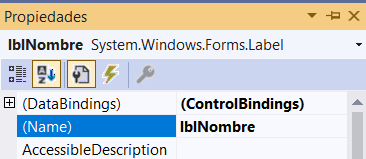 Propiedades
lblNombre System.Windows.Forms.Label
(DataBindings) (ControlBindings)
(Name) lblNombre
AccessibleDescription